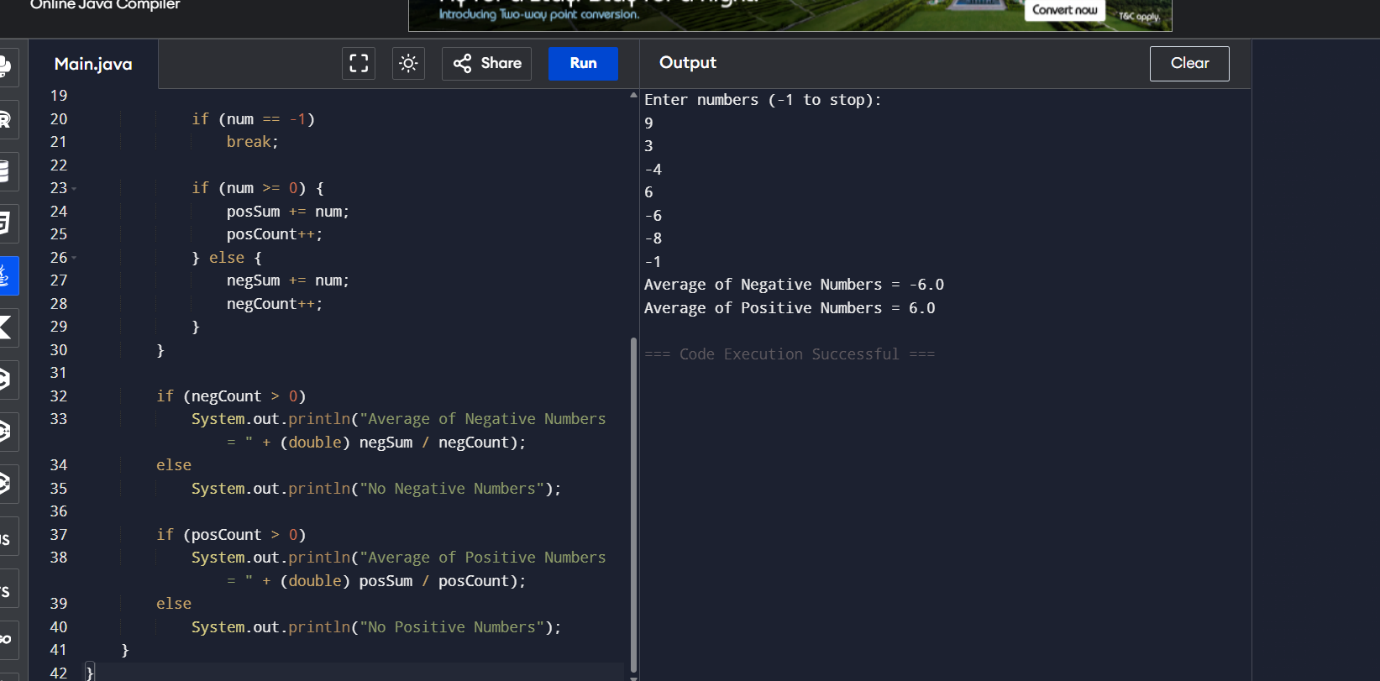 Online Java Compiler
Introducing Two-way point conversion.
Convert now
T&C apply.
Main.java
Share
Run
Output
Clear
19
20 if (num == -1)
21 break;
22
23 if (num >= 0) {
24 posSum += num;
25 posCount++;
26 } else {
27 negSum += num;
28 negCount++;
29 }
30 }
31
32 if (negCount > 0)
33 System.out.println("Average of Negative Numbers
= " + (double) negSum / negCount);
34 else
35 System.out.println("No Negative Numbers");
36
37 if (posCount > 0)
38 System.out.println("Average of Positive Numbers
= " + (double) posSum / posCount);
39 else
40 System.out.println("No Positive Numbers");
41 }
42 }
Enter numbers (-1 to stop):
9
3
-4
6
-6
-8
-1
Average of Negative Numbers = -6.0
Average of Positive Numbers = 6.0
=== Code Execution Successful ===